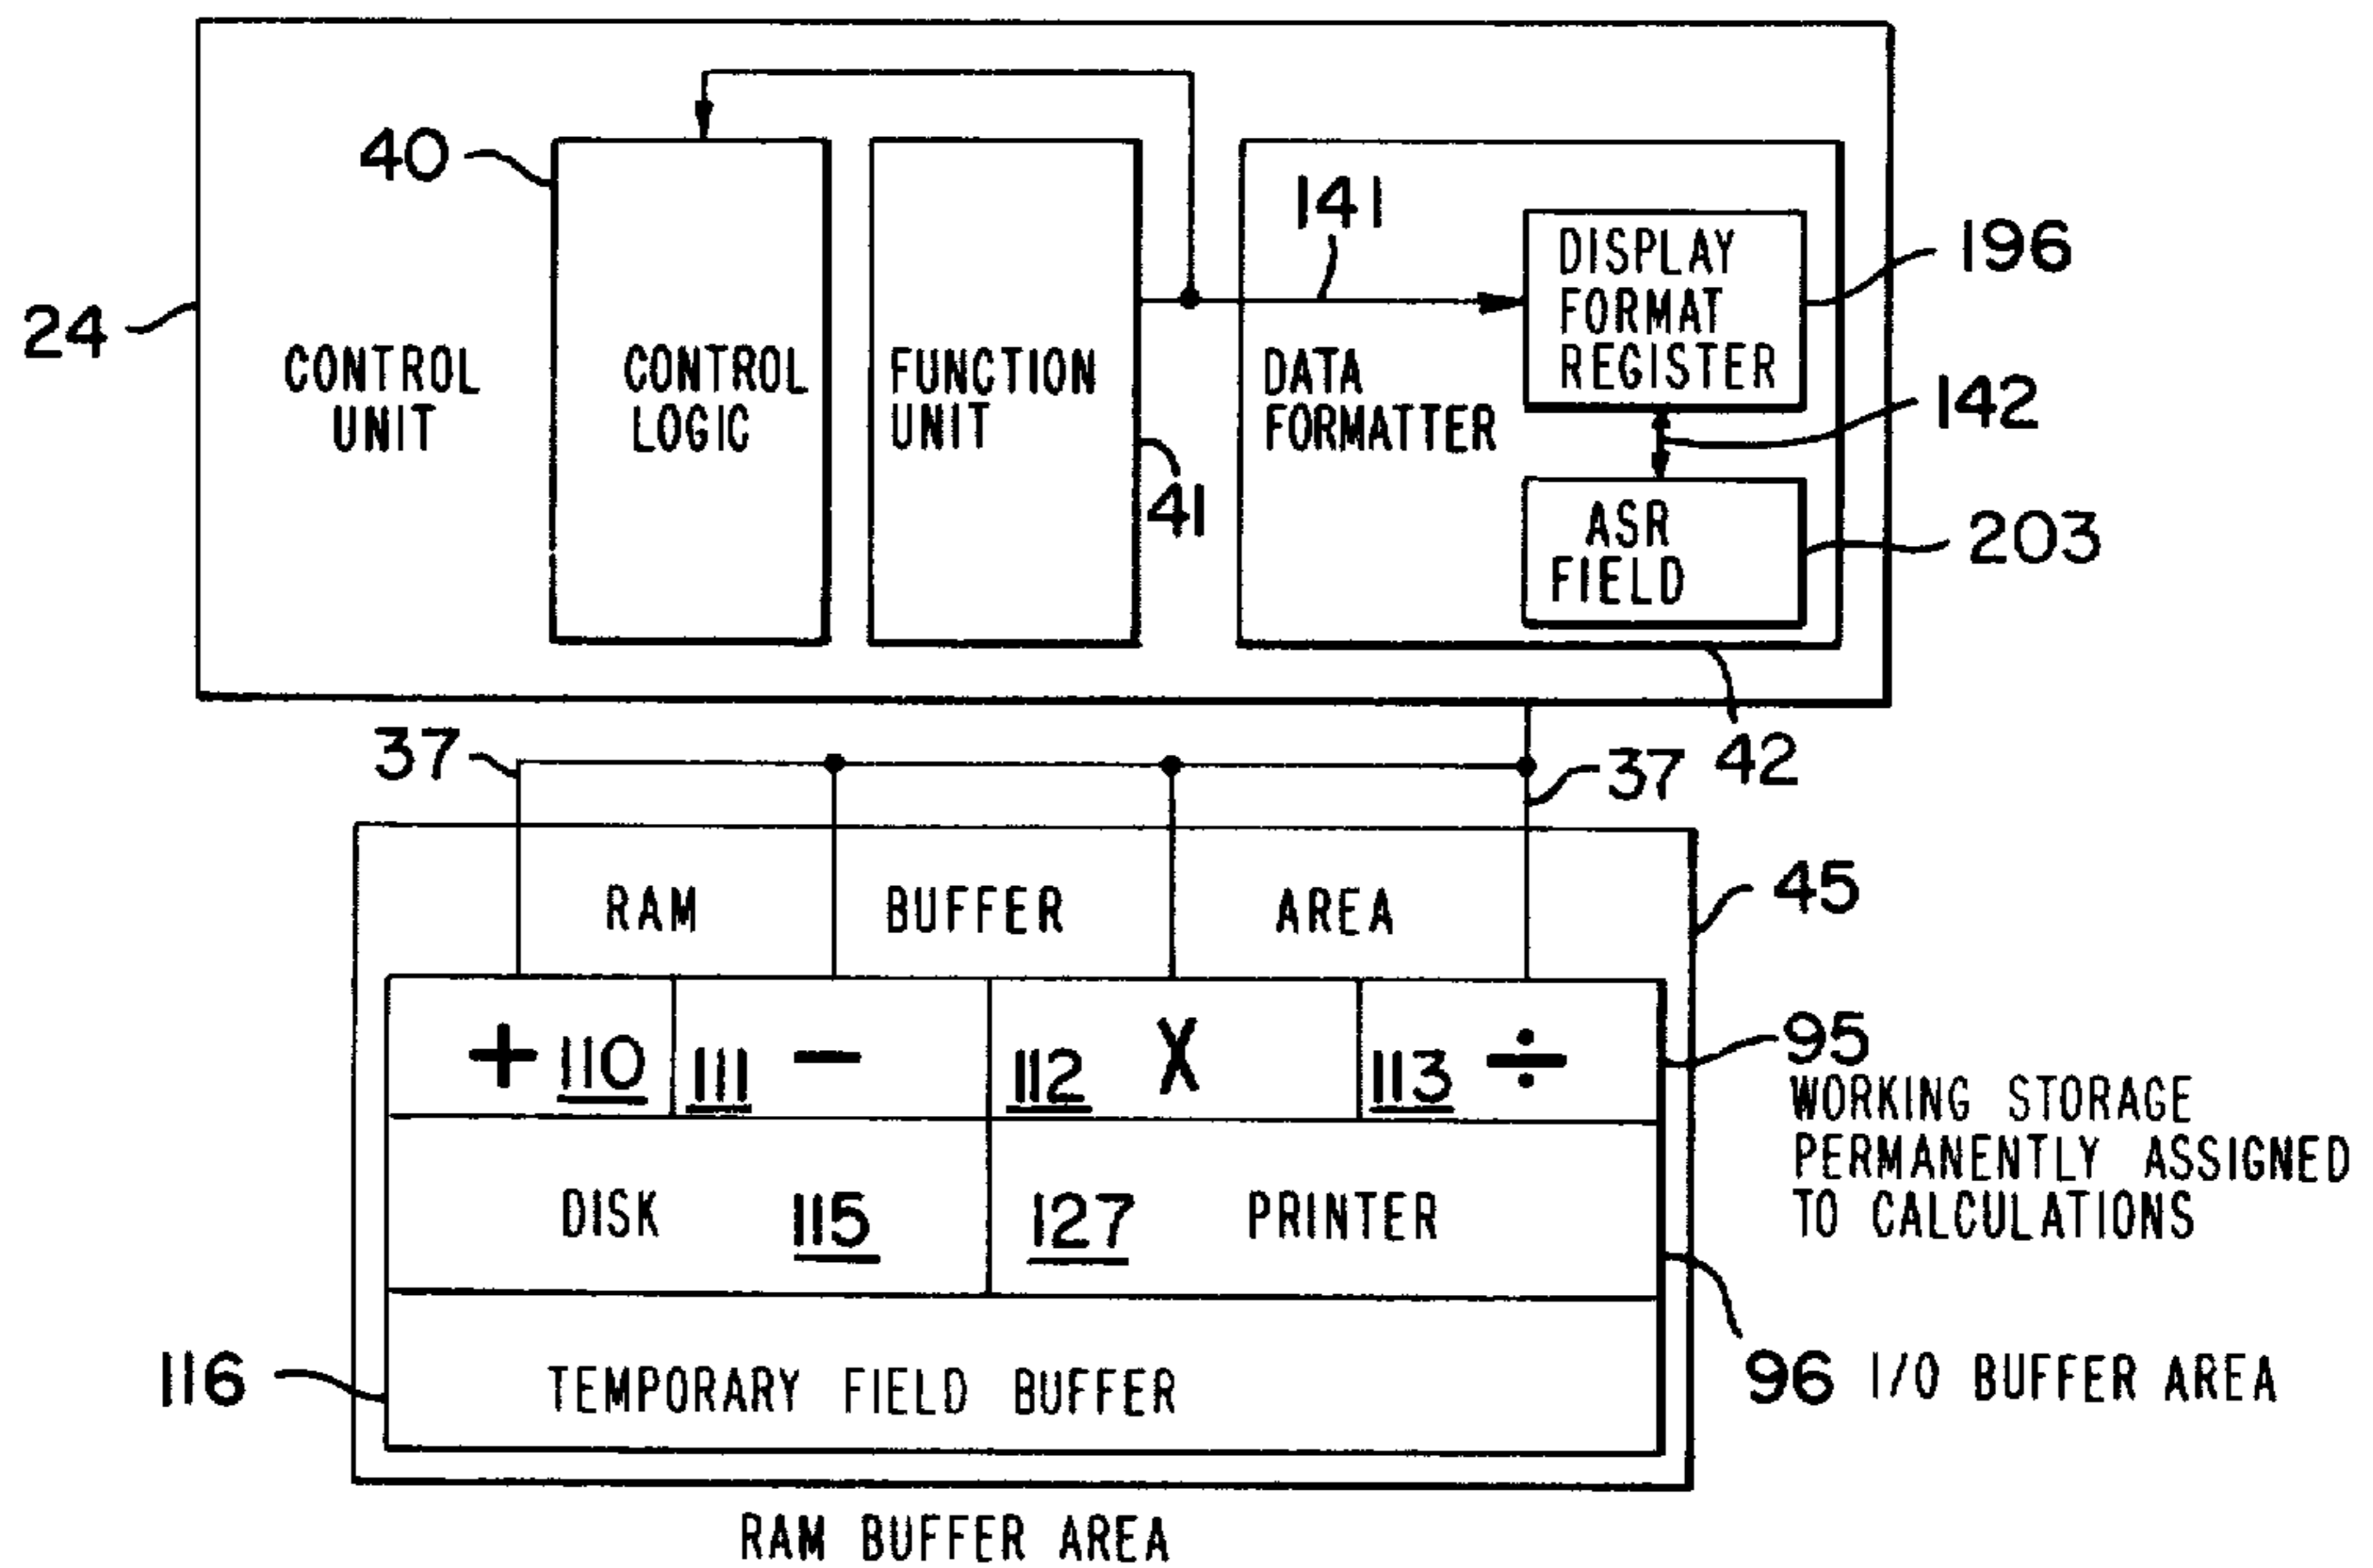 40
141
DISPLAY
FORMAT
REGISTER
196
24
CONTROL
UNIT
CONTROL
LOGIC
FUNCTION
UNIT
DATA
FORMATTER
142
41
ASR
FIELD
203
37
37
42
RAM BUFFER AREA
45
+ 110
111 −
112 X
113 ÷
95
WORKING STORAGE
PERMANENTLY ASSIGNED
TO CALCULATIONS
DISK 115
127 PRINTER
116
TEMPORARY FIELD BUFFER
96 I/O BUFFER AREA
RAM BUFFER AREA